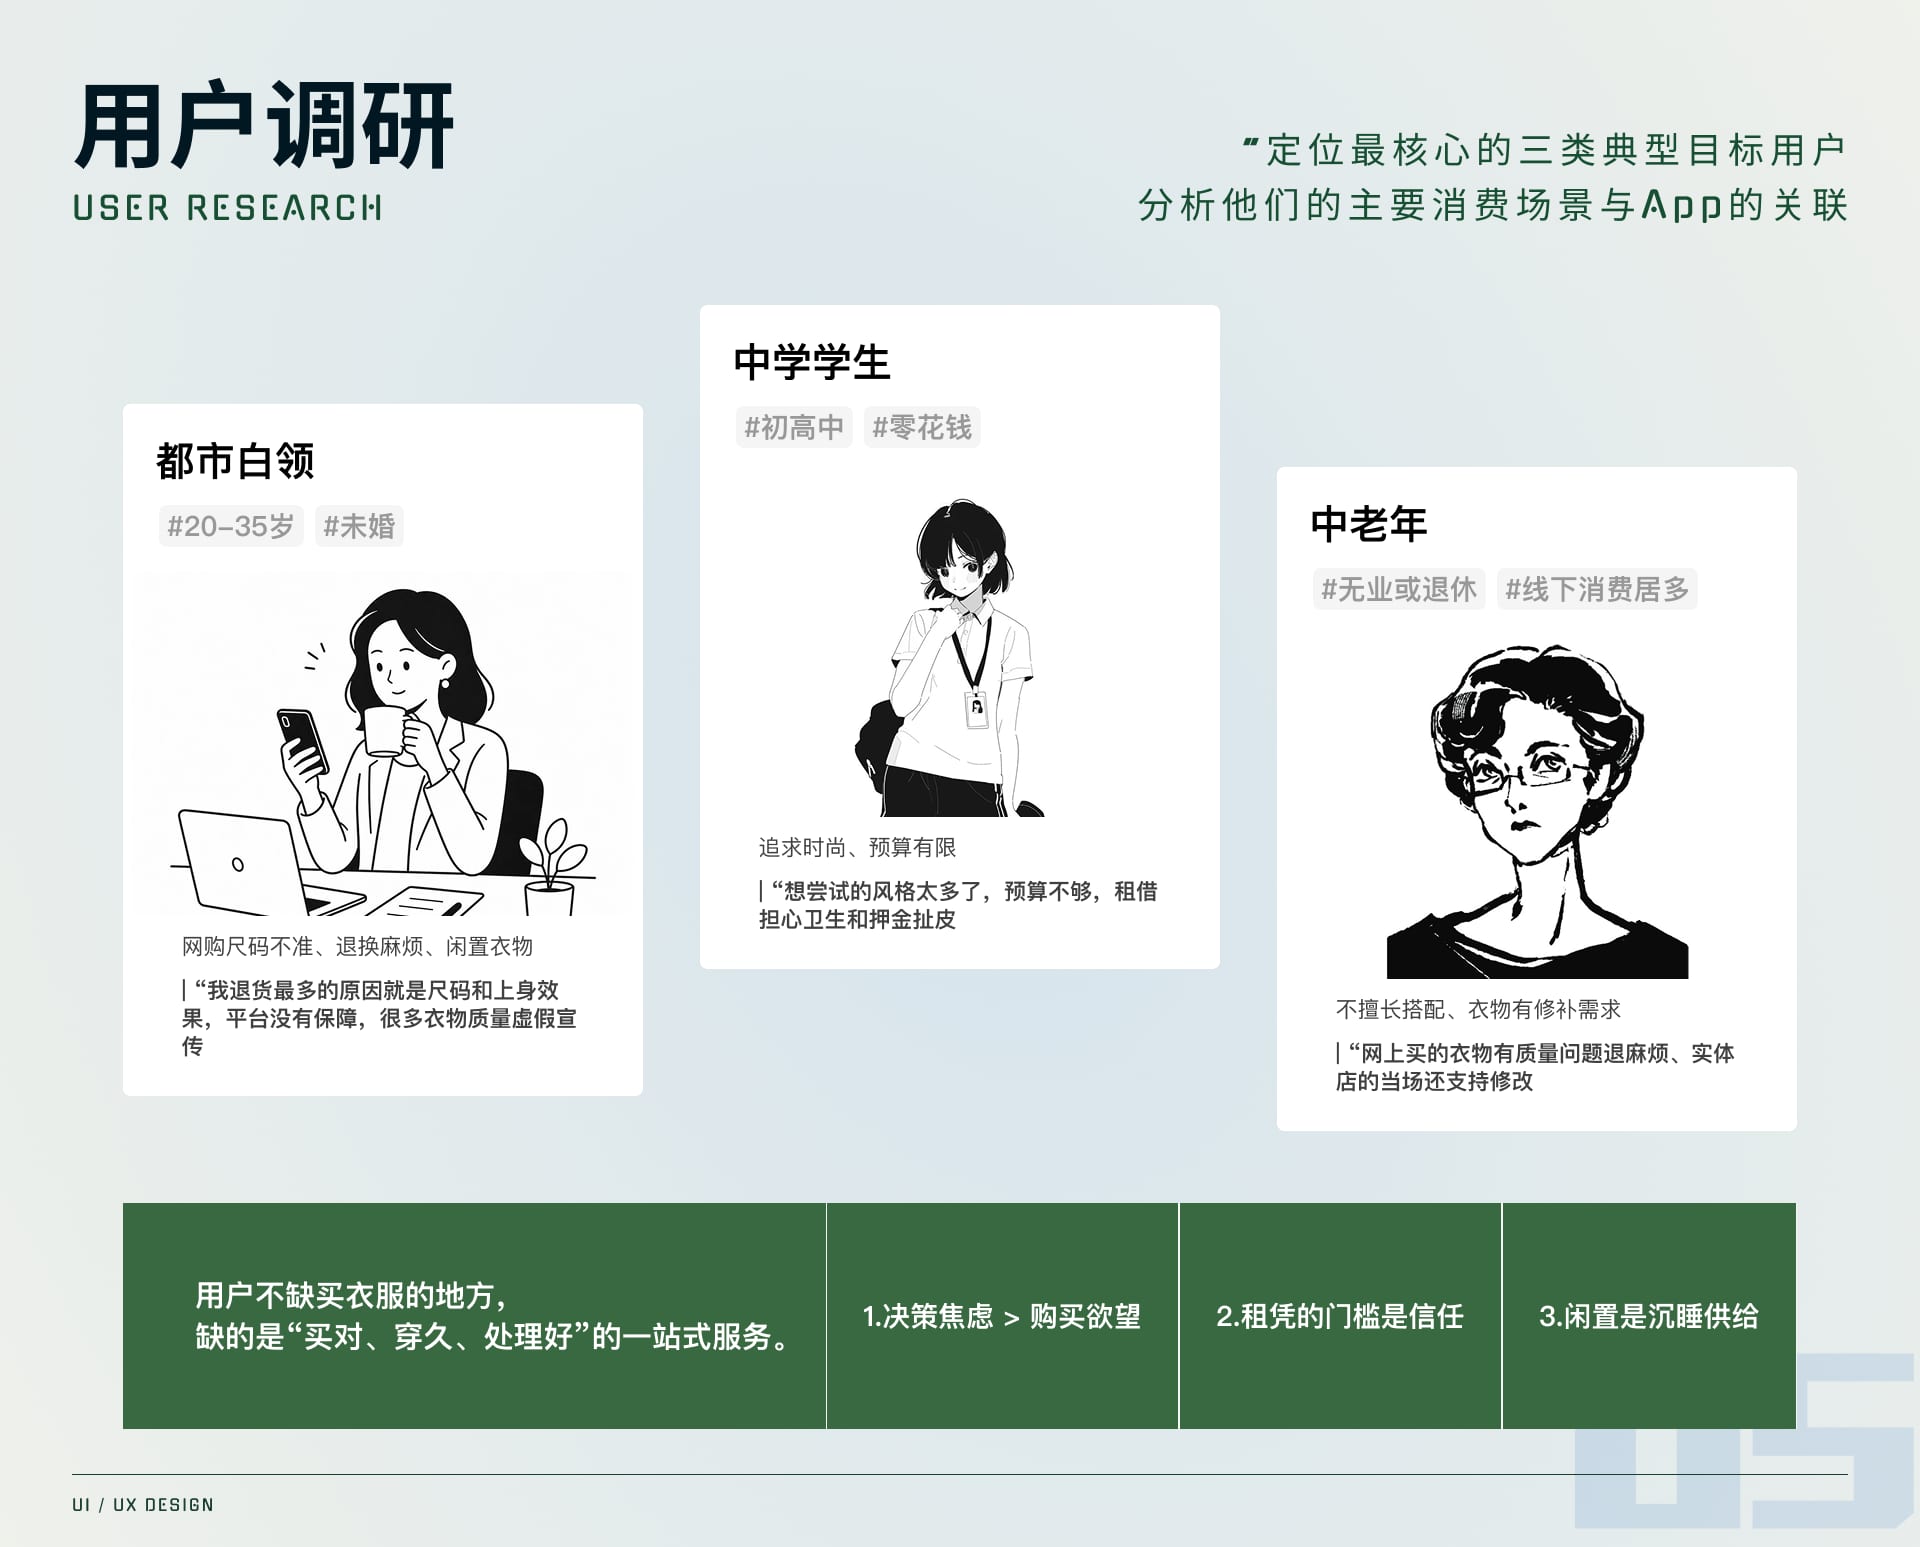 用户调研
USER RESEARCH
“定位最核心的三类典型目标用户
分析他们的主要消费场景与App的关联
都市白领
#20-35岁 #未婚
网购尺码不准、退换麻烦、闲置衣物
| “我退货最多的原因就是尺码和上身效
果，平台没有保障，很多衣物质量虚假宣
传
中学学生
#初高中 #零花钱
追求时尚、预算有限
| “想尝试的风格太多了，预算不够，租借
担心卫生和押金扯皮
中老年
#无业或退休 #线下消费居多
不擅长搭配、衣物有修补需求
| “网上买的衣物有质量问题退麻烦、实体
店的当场还支持修改
用户不缺买衣服的地方，
缺的是“买对、穿久、处理好”的一站式服务。
1.决策焦虑 > 购买欲望
2.租凭的门槛是信任
3.闲置是沉睡供给
05
UI / UX DESIGN